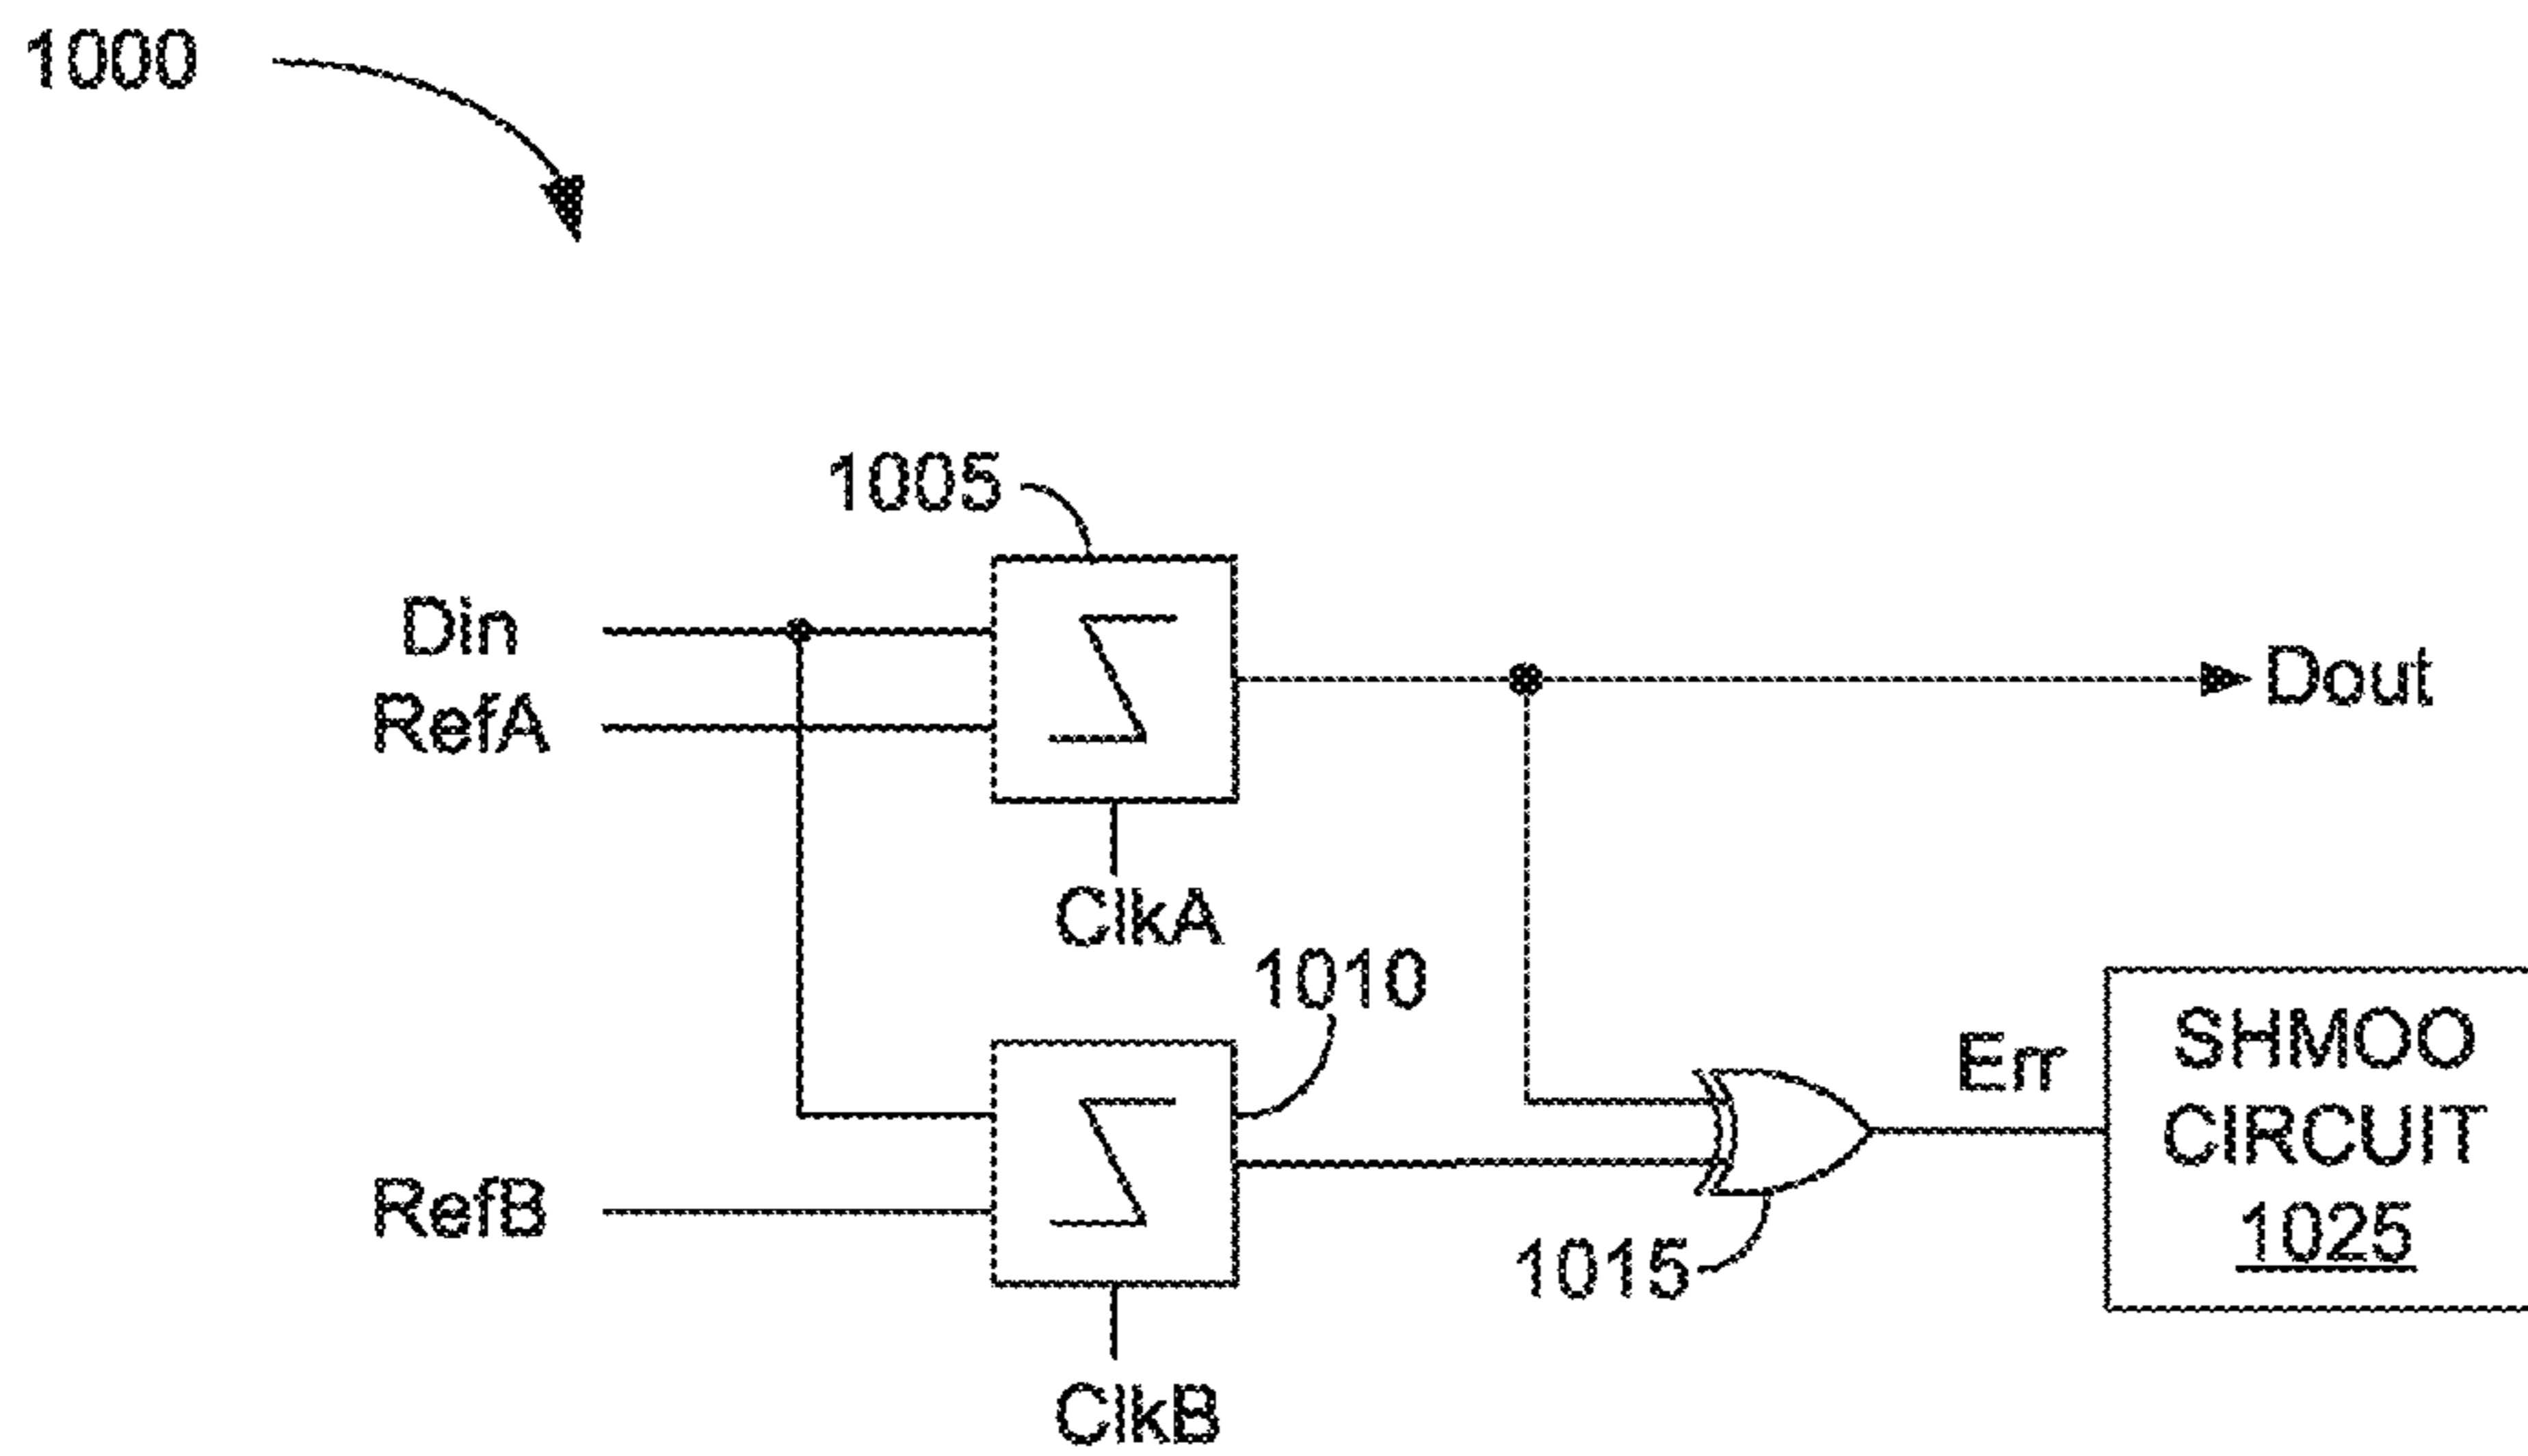 1000
1005
Din
RefA
Dout
ClkA
1010
Err
SHMOO
CIRCUIT
1025
RefB
1015
ClkB